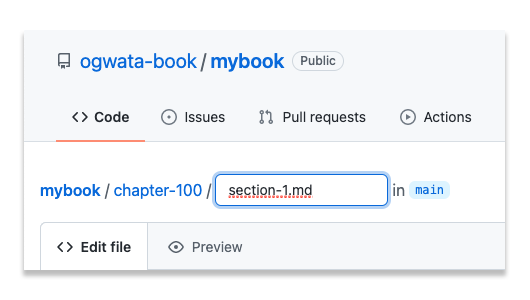 ogwata-book / mybook Public
Code Issues Pull requests Actions
mybook / chapter-100 / section-1.md in main
Edit file Preview